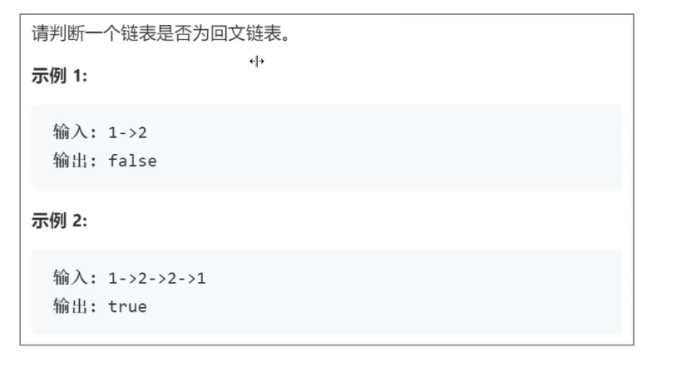 请判断一个链表是否为回文链表。
示例 1:
输入: 1->2
输出: false
示例 2:
输入: 1->2->2->1
输出: true